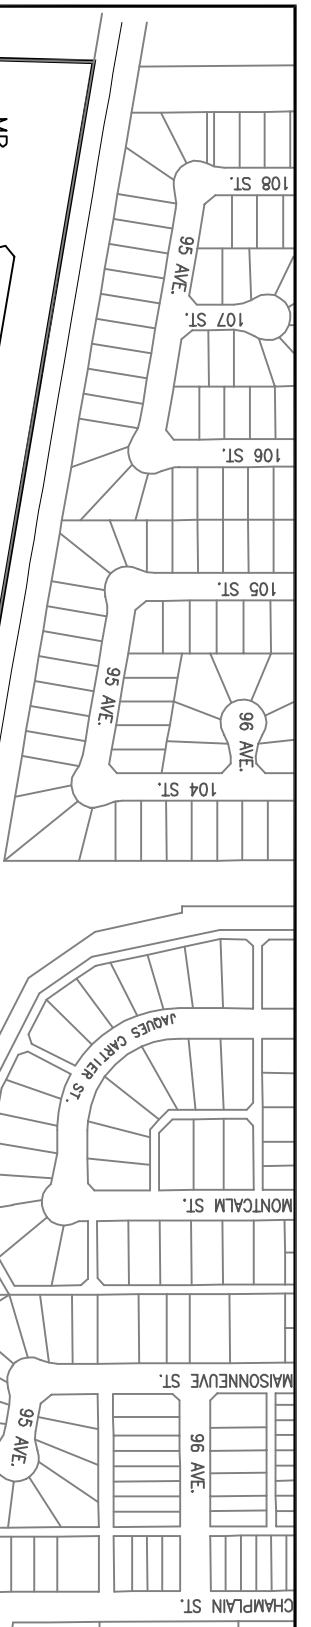 MR
108 ST.
95 AVE.
107 ST.
106 ST.
105 ST.
95 AVE.
96 AVE.
104 ST.
JAQUES CARTIER ST.
MONTCALM ST.
MAISONNEUVE ST.
95 AVE.
96 AVE.
CHAMPLAIN ST.